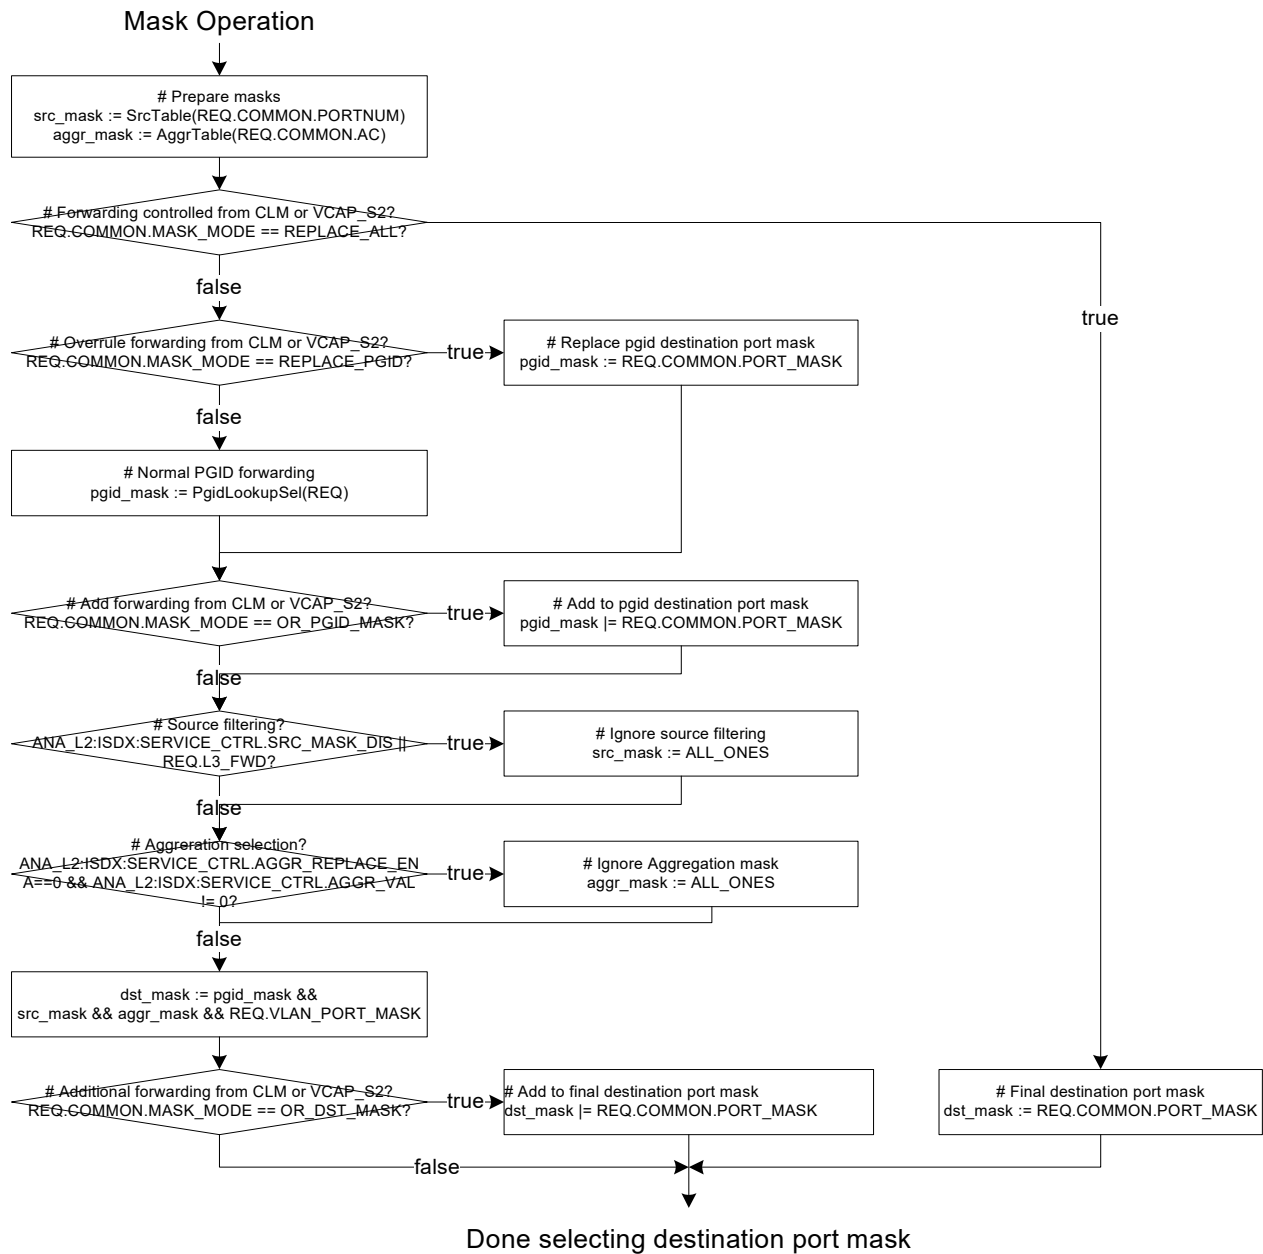 Mask Operation
# Prepare masks
src_mask := SrcTable(REQ.COMMON.PORTNUM)
aggr_mask := AggrTable(REQ.COMMON.AC)
# Forwarding controlled from CLM or VCAP_S2?
REQ.COMMON.MASK_MODE == REPLACE_ALL?
false
true
# Overrule forwarding from CLM or VCAP_S2?
REQ.COMMON.MASK_MODE == REPLACE_PGID?
true
# Replace pgid destination port mask
pgid_mask := REQ.COMMON.PORT_MASK
false
# Normal PGID forwarding
pgid_mask := PgidLookupSel(REQ)
# Add forwarding from CLM or VCAP_S2?
REQ.COMMON.MASK_MODE == OR_PGID_MASK?
true
# Add to pgid destination port mask
pgid_mask |= REQ.COMMON.PORT_MASK
false
# Source filtering?
ANA_L2:ISDX:SERVICE_CTRL.SRC_MASK_DIS ||
REQ.L3_FWD?
true
# Ignore source filtering
src_mask := ALL_ONES
false
# Aggreration selection?
ANA_L2:ISDX:SERVICE_CTRL.AGGR_REPLACE_EN
A==0 && ANA_L2:ISDX:SERVICE_CTRL.AGGR_VAL
!= 0?
true
# Ignore Aggregation mask
aggr_mask := ALL_ONES
false
dst_mask := pgid_mask &&
src_mask && aggr_mask && REQ.VLAN_PORT_MASK
# Additional forwarding from CLM or VCAP_S2?
REQ.COMMON.MASK_MODE == OR_DST_MASK?
true
# Add to final destination port mask
dst_mask |= REQ.COMMON.PORT_MASK
# Final destination port mask
dst_mask := REQ.COMMON.PORT_MASK
false
Done selecting destination port mask